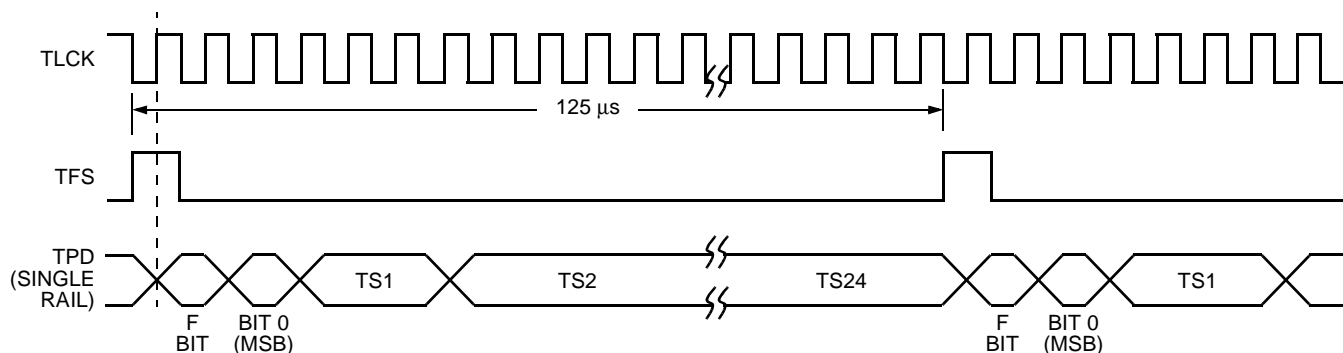 TLCK
125 µs
TFS
TPD
(SINGLE
RAIL)
TS1
TS2
TS24
TS1
F
BIT
BIT 0
(MSB)
F
BIT
BIT 0
(MSB)